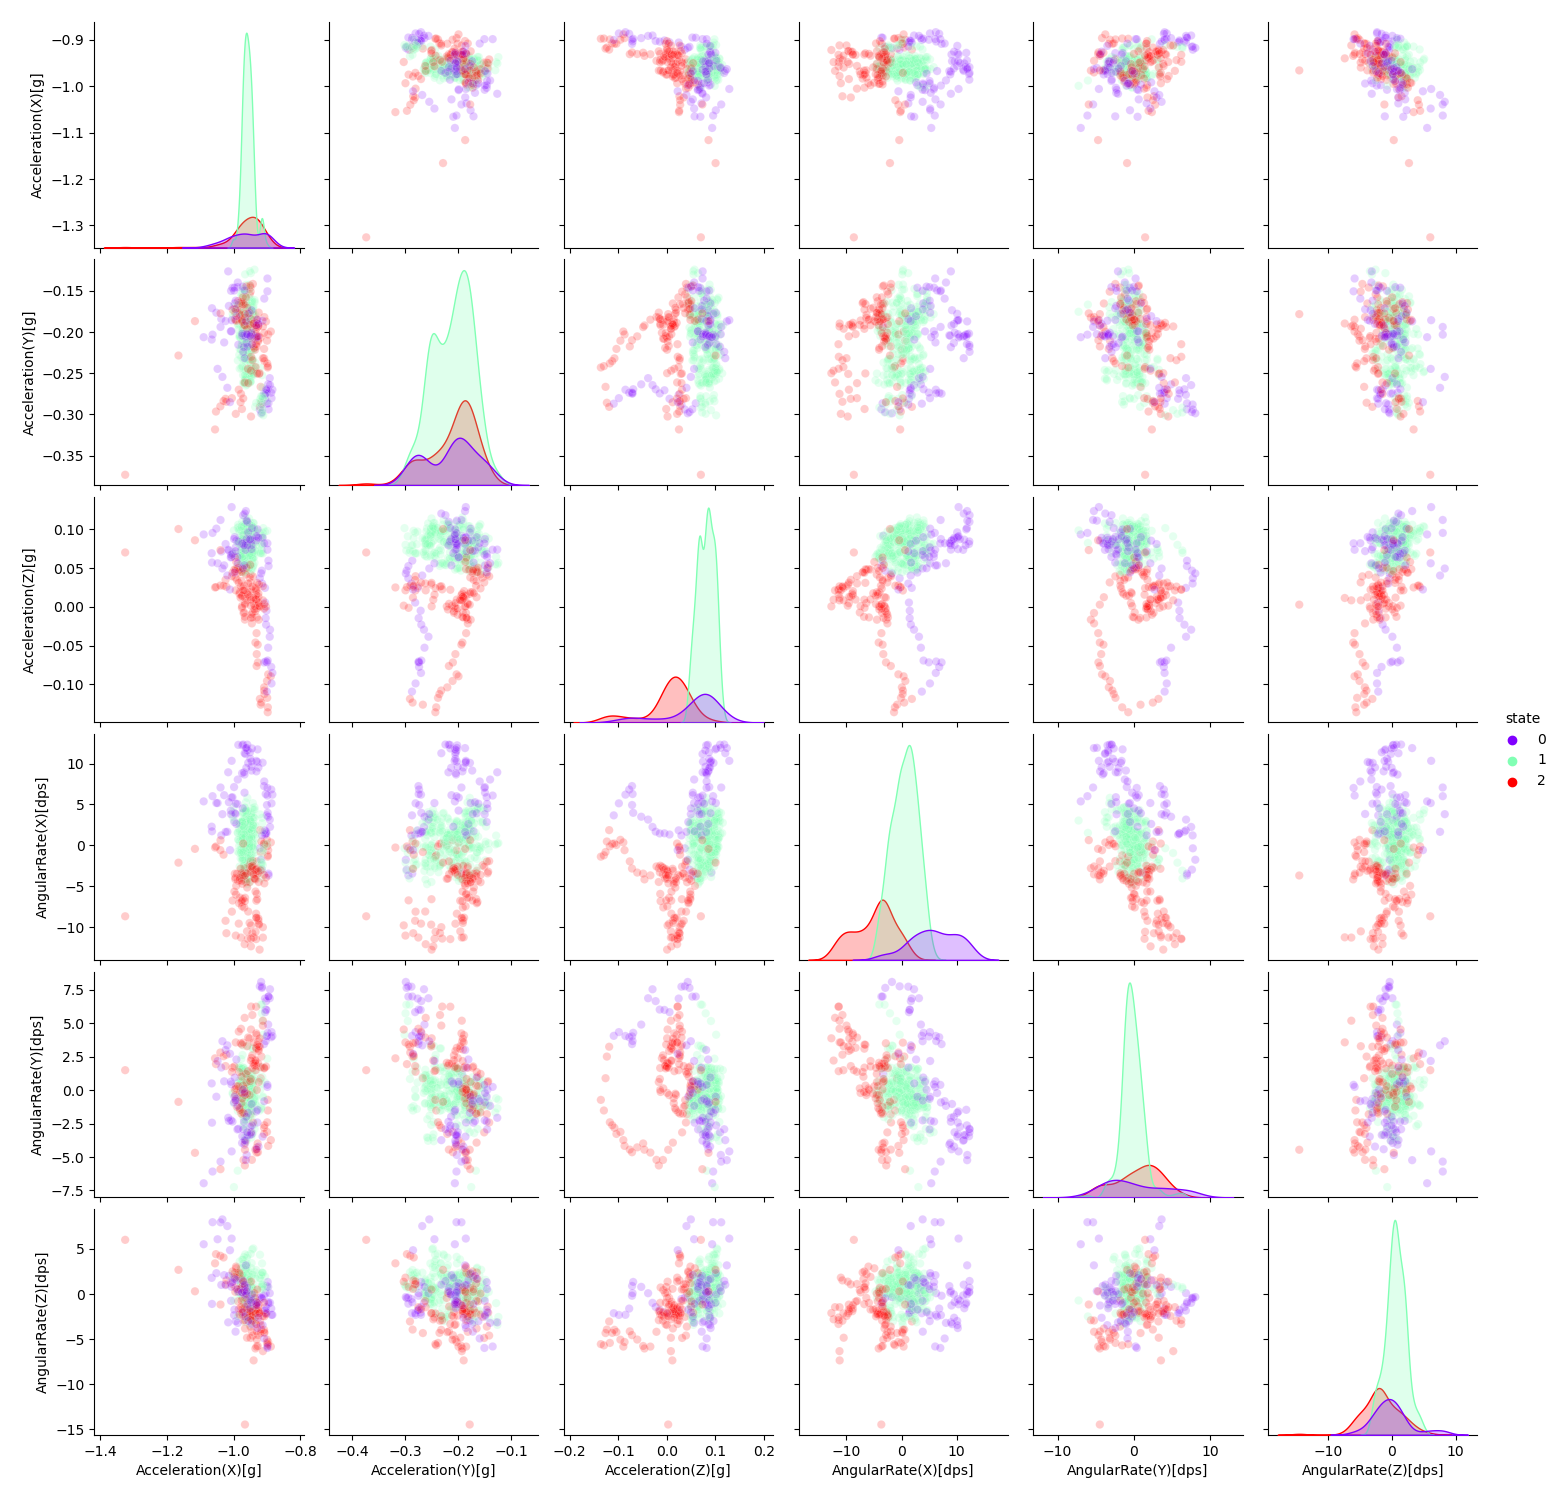 −0.9
−1.0
−1.1
−1.2
−1.3
Acceleration(X)[g]
−0.15
−0.20
−0.25
−0.30
−0.35
Acceleration(Y)[g]
0.10
0.05
0.00
−0.05
−0.10
Acceleration(Z)[g]
state
0
1
2
10
5
0
−5
−10
AngularRate(X)[dps]
7.5
5.0
2.5
0.0
−2.5
−5.0
−7.5
AngularRate(Y)[dps]
5
0
−5
−10
−15
AngularRate(Z)[dps]
−1.4 −1.2 −1.0 −0.8
Acceleration(X)[g]
−0.4 −0.3 −0.2 −0.1
Acceleration(Y)[g]
−0.2 −0.1 0.0 0.1 0.2
Acceleration(Z)[g]
−10 0 10
AngularRate(X)[dps]
−10 0 10
AngularRate(Y)[dps]
−10 0 10
AngularRate(Z)[dps]